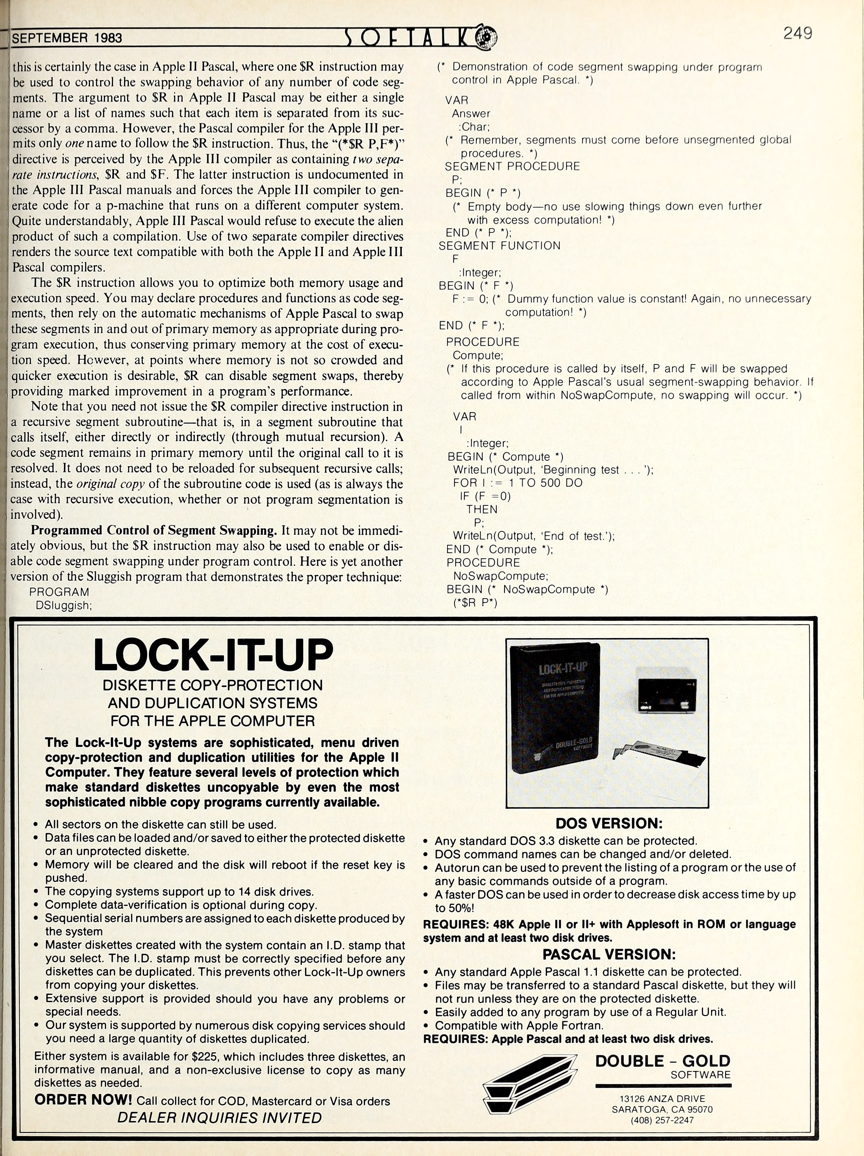 SEPTEMBER 1983
SOFTALK
249
this is certainly the case in Apple II Pascal, where one $R instruction may
be used to control the swapping behavior of any number of code seg-
ments. The argument to $R in Apple II Pascal may be either a single
name or a list of names such that each item is separated from its suc-
cessor by a comma. However, the Pascal compiler for the Apple III per-
mits only one name to follow the $R instruction. Thus, the “(*$R P,F*)”
directive is perceived by the Apple III compiler as containing two sepa-
rate instructions, $R and $F. The latter instruction is undocumented in
the Apple III Pascal manuals and forces the Apple III compiler to gen-
erate code for a p-machine that runs on a different computer system.
Quite understandably, Apple III Pascal would refuse to execute the alien
product of such a compilation. Use of two separate compiler directives
renders the source text compatible with both the Apple II and Apple III
Pascal compilers.
The $R instruction allows you to optimize both memory usage and
execution speed. You may declare procedures and functions as code seg-
ments, then rely on the automatic mechanisms of Apple Pascal to swap
these segments in and out of primary memory as appropriate during pro-
gram execution, thus conserving primary memory at the cost of execu-
tion speed. However, at points where memory is not so crowded and
quicker execution is desirable, $R can disable segment swaps, thereby
providing marked improvement in a program's performance.
Note that you need not issue the $R compiler directive instruction in
a recursive segment subroutine—that is, in a segment subroutine that
calls itself, either directly or indirectly (through mutual recursion). A
code segment remains in primary memory until the original call to it is
resolved. It does not need to be reloaded for subsequent recursive calls;
instead, the original copy of the subroutine code is used (as is always the
case with recursive execution, whether or not program segmentation is
involved).
Programmed Control of Segment Swapping. It may not be immedi-
ately obvious, but the $R instruction may also be used to enable or dis-
able code segment swapping under program control. Here is yet another
version of the Sluggish program that demonstrates the proper technique:
PROGRAM
DSluggish;
(* Demonstration of code segment swapping under program
control in Apple Pascal. *)
VAR
Answer
:Char;
(* Remember, segments must come before unsegmented global
procedures. *)
SEGMENT PROCEDURE
P;
BEGIN (* P *)
(* Empty body—no use slowing things down even further
with excess computation! *)
END (* P *);
SEGMENT FUNCTION
F
:Integer;
BEGIN (* F *)
F := 0; (* Dummy function value is constant! Again, no unnecessary
computation! *)
END (* F *);
PROCEDURE
Compute;
(* If this procedure is called by itself, P and F will be swapped
according to Apple Pascal's usual segment-swapping behavior. If
called from within NoSwapCompute, no swapping will occur. *)
VAR
I
:Integer;
BEGIN (* Compute *)
WriteLn(Output, 'Beginning test . . . ');
FOR I := 1 TO 500 DO
IF (F =0)
THEN
P;
WriteLn(Output, 'End of test.');
END (* Compute *);
PROCEDURE
NoSwapCompute;
BEGIN (* NoSwapCompute *)
(*$R P*)
LOCK-IT-UP
DISKETTE COPY-PROTECTION
AND DUPLICATION SYSTEMS
FOR THE APPLE COMPUTER
The Lock-It-Up systems are sophisticated, menu driven
copy-protection and duplication utilities for the Apple II
Computer. They feature several levels of protection which
make standard diskettes uncopyable by even the most
sophisticated nibble copy programs currently available.
• All sectors on the diskette can still be used.
• Data files can be loaded and/or saved to either the protected diskette
or an unprotected diskette.
• Memory will be cleared and the disk will reboot if the reset key is
pushed.
• The copying systems support up to 14 disk drives.
• Complete data-verification is optional during copy.
• Sequential serial numbers are assigned to each diskette produced by
the system
• Master diskettes created with the system contain an I.D. stamp that
you select. The I.D. stamp must be correctly specified before any
diskettes can be duplicated. This prevents other Lock-It-Up owners
from copying your diskettes.
• Extensive support is provided should you have any problems or
special needs.
• Our system is supported by numerous disk copying services should
you need a large quantity of diskettes duplicated.
Either system is available for $225, which includes three diskettes, an
informative manual, and a non-exclusive license to copy as many
diskettes as needed.
ORDER NOW! Call collect for COD, Mastercard or Visa orders
DEALER INQUIRIES INVITED
LOCK-IT-UP
DOUBLE-GOLD
SOFTWARE
DOS VERSION:
• Any standard DOS 3.3 diskette can be protected.
• DOS command names can be changed and/or deleted.
• Autorun can be used to prevent the listing of a program or the use of
any basic commands outside of a program.
• A faster DOS can be used in order to decrease disk access time by up
to 50%!
REQUIRES: 48K Apple II or II+ with Applesoft in ROM or language
system and at least two disk drives.
PASCAL VERSION:
• Any standard Apple Pascal 1.1 diskette can be protected.
• Files may be transferred to a standard Pascal diskette, but they will
not run unless they are on the protected diskette.
• Easily added to any program by use of a Regular Unit.
• Compatible with Apple Fortran.
REQUIRES: Apple Pascal and at least two disk drives.
DOUBLE – GOLD
SOFTWARE
13126 ANZA DRIVE
SARATOGA, CA 95070
(408) 257-2247